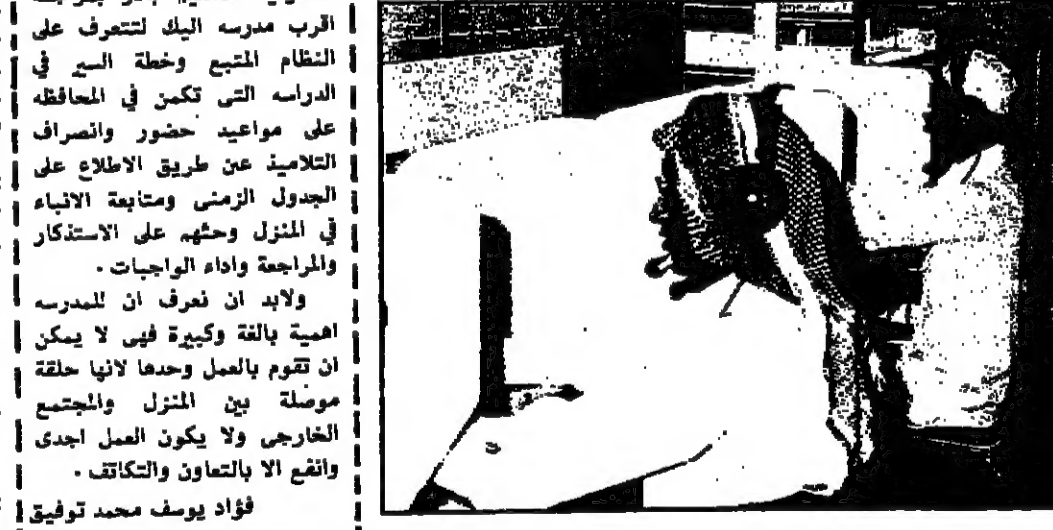 اقرب مدرسه اليك لتتعرف على
النظام المتبع وخطة السير في
الدراسه التى تكمن في المحافظه
على مواعيد حضور وانصراف
التلاميذ عن طريق الاطلاع على
الجدول الزمنى ومتابعة الابناء
في المنزل وحثهم على الاستذكار
والمراجعة واداء الواجبات .
ولابد ان نعرف ان للمدرسه
اهمية بالغة وكبيرة فهى لا يمكن
ان تقوم بالعمل وحدها لانها حلقة
موصلة بين المنزل والمجتمع
الخارجى ولا يكون العمل اجدى
وانفع الا بالتعاون والتكاتف .
فؤاد يوسف محمد توفيق